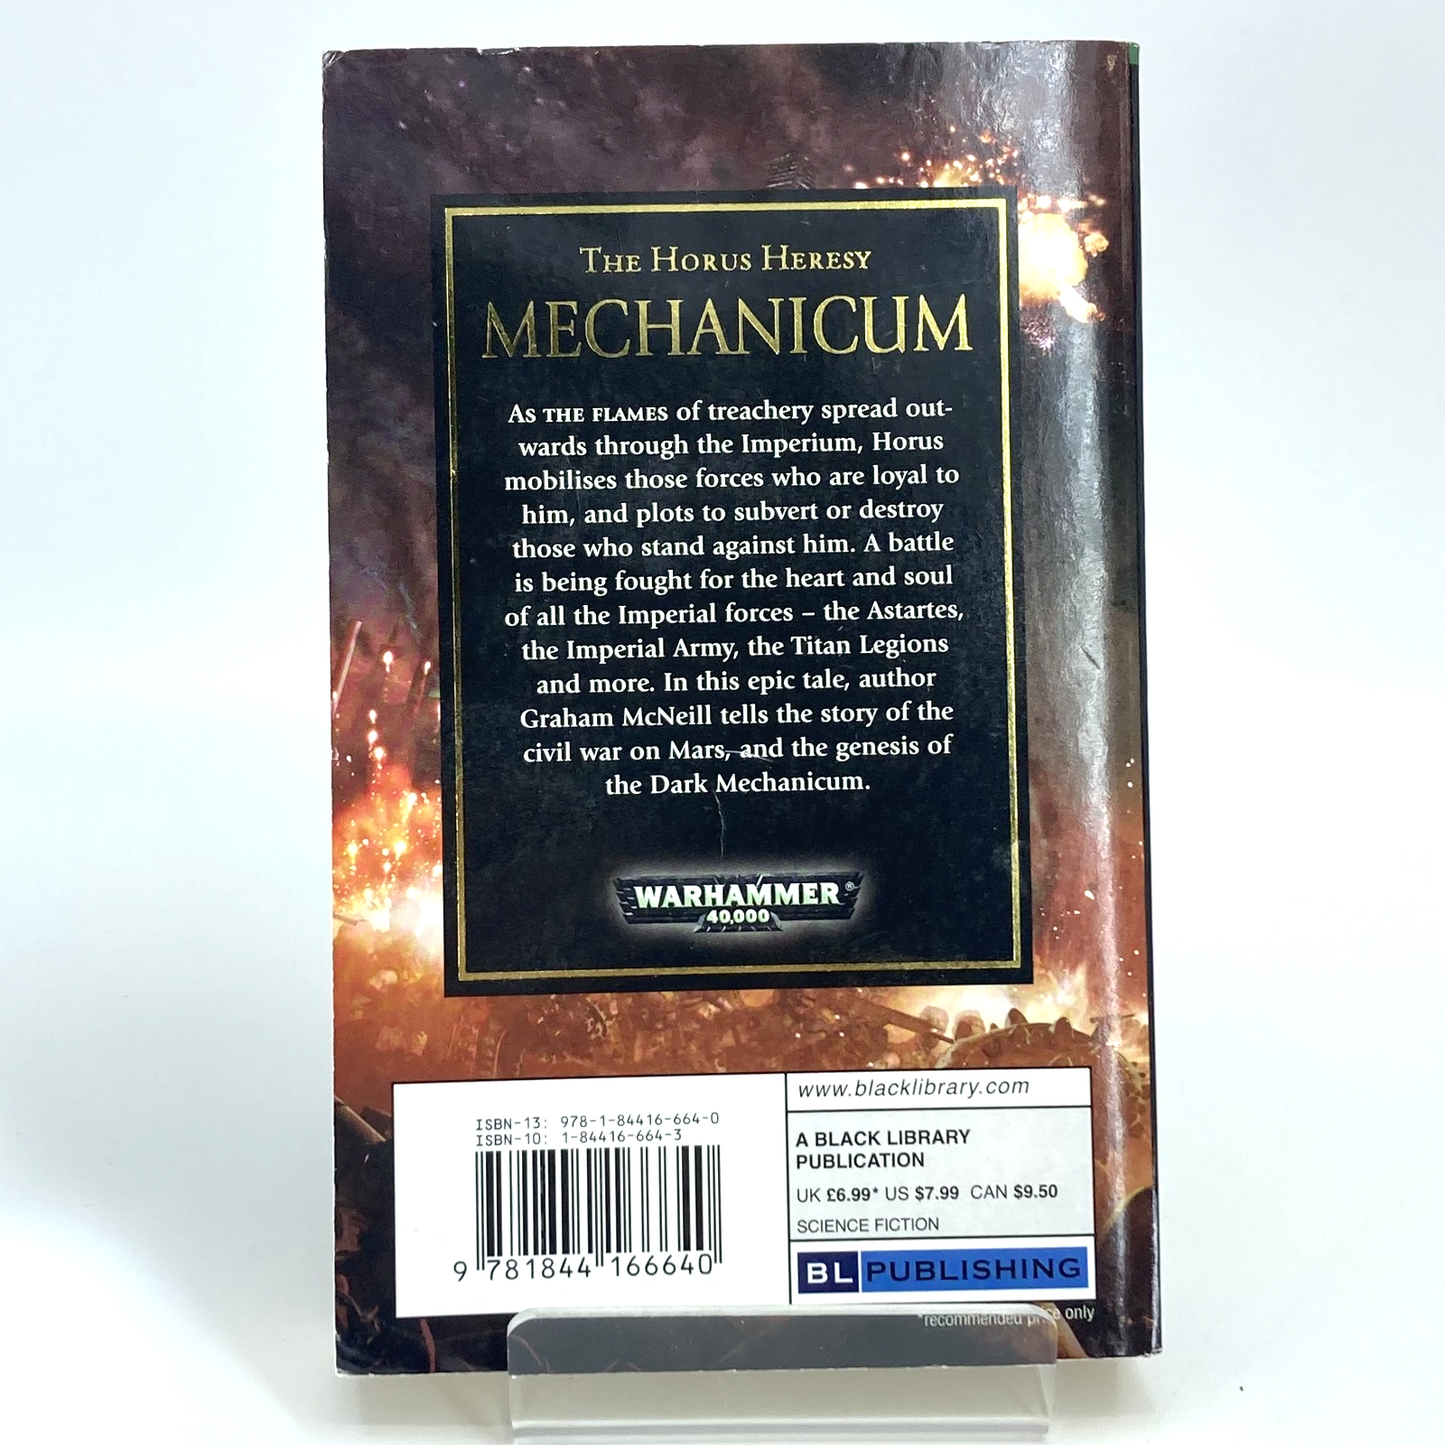 THE HORUS HERESY
MECHANICUM
AS THE FLAMES of treachery spread out-
wards through the Imperium, Horus
mobilises those forces who are loyal to
him, and plots to subvert or destroy
those who stand against him. A battle
is being fought for the heart and soul
of all the Imperial forces – the Astartes,
the Imperial Army, the Titan Legions
and more. In this epic tale, author
Graham McNeill tells the story of the
civil war on Mars, and the genesis of
the Dark Mechanicum.
WARHAMMER®
40,000
ISBN-13: 978-1-84416-664-0
ISBN-10: 1-84416-664-3
9 781844 166640
www.blacklibrary.com
A BLACK LIBRARY
PUBLICATION
UK £6.99* US $7.99 CAN $9.50
SCIENCE FICTION
BL PUBLISHING
*recommended price only